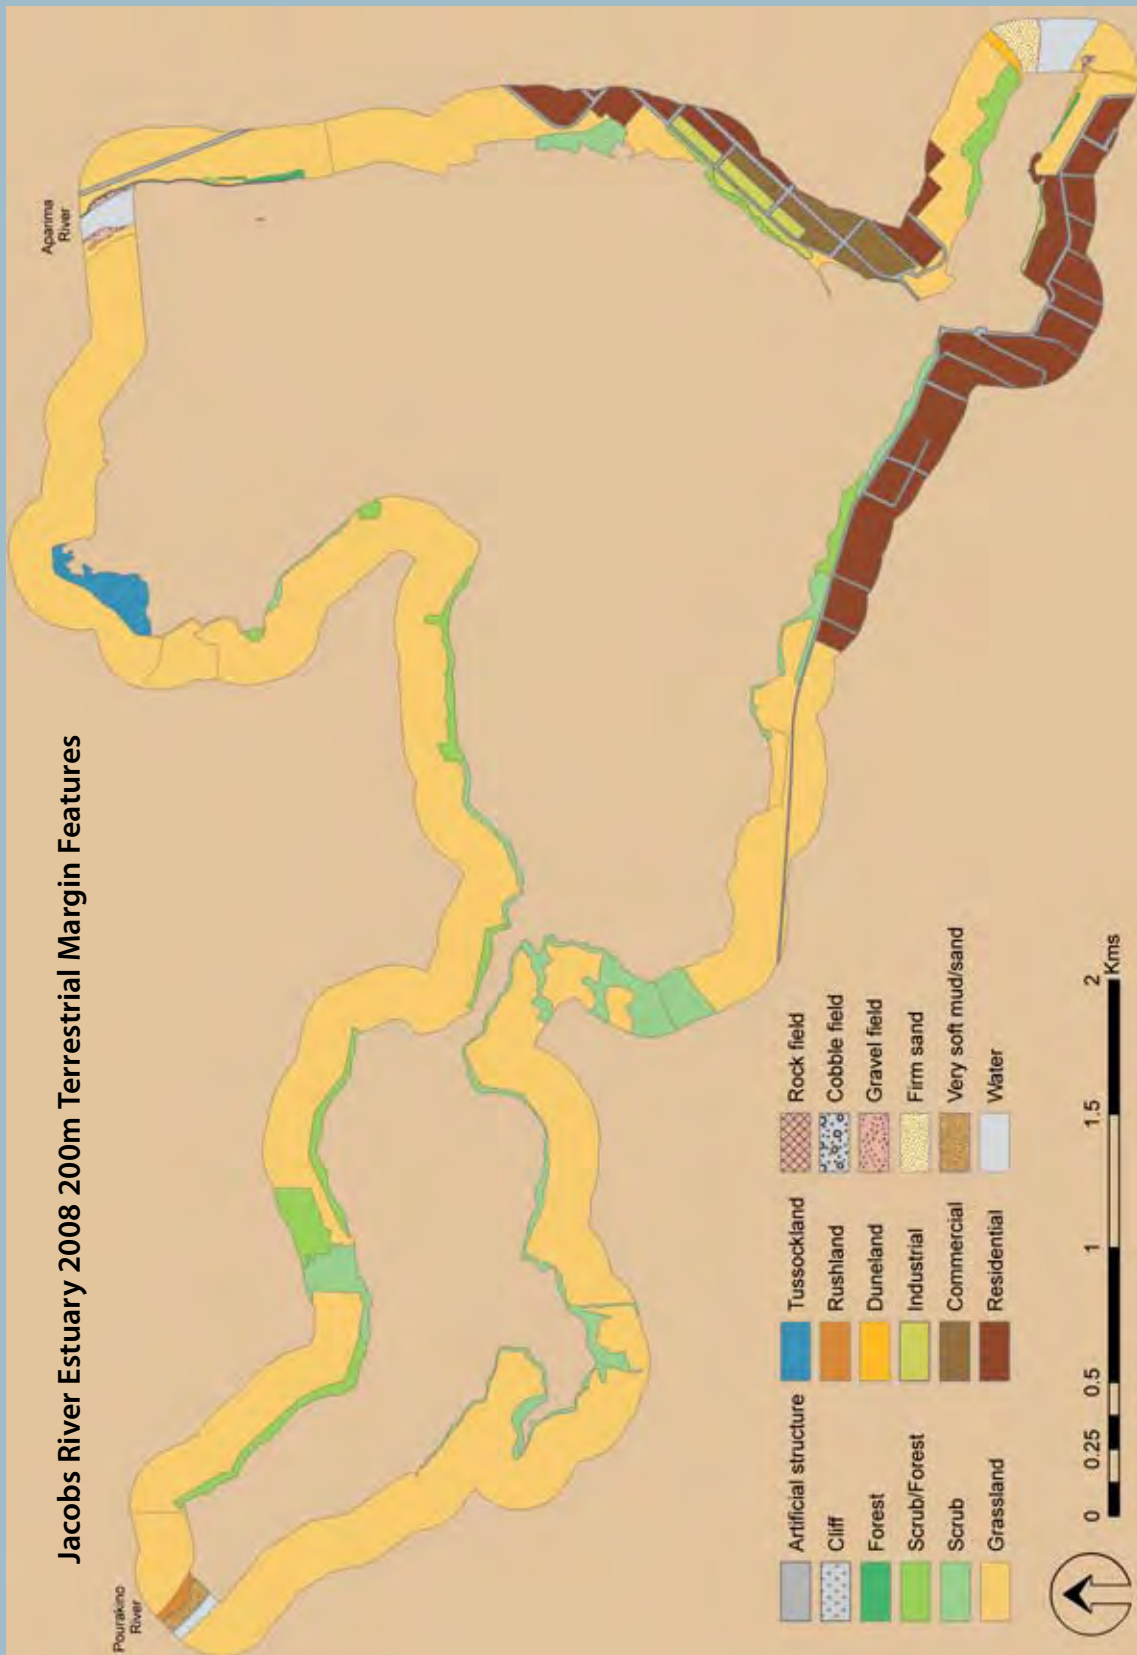 Jacobs River Estuary 2008 200m Terrestrial Margin Features
Pourakino
River
Aparima
River
Artificial structure
Cliff
Forest
Scrub/Forest
Scrub
Grassland
Tussockland
Rushland
Duneland
Industrial
Commercial
Residential
Rock field
Cobble field
Gravel field
Firm sand
Very soft mud/sand
Water
0 0.25 0.5 1 1.5 2
Kms